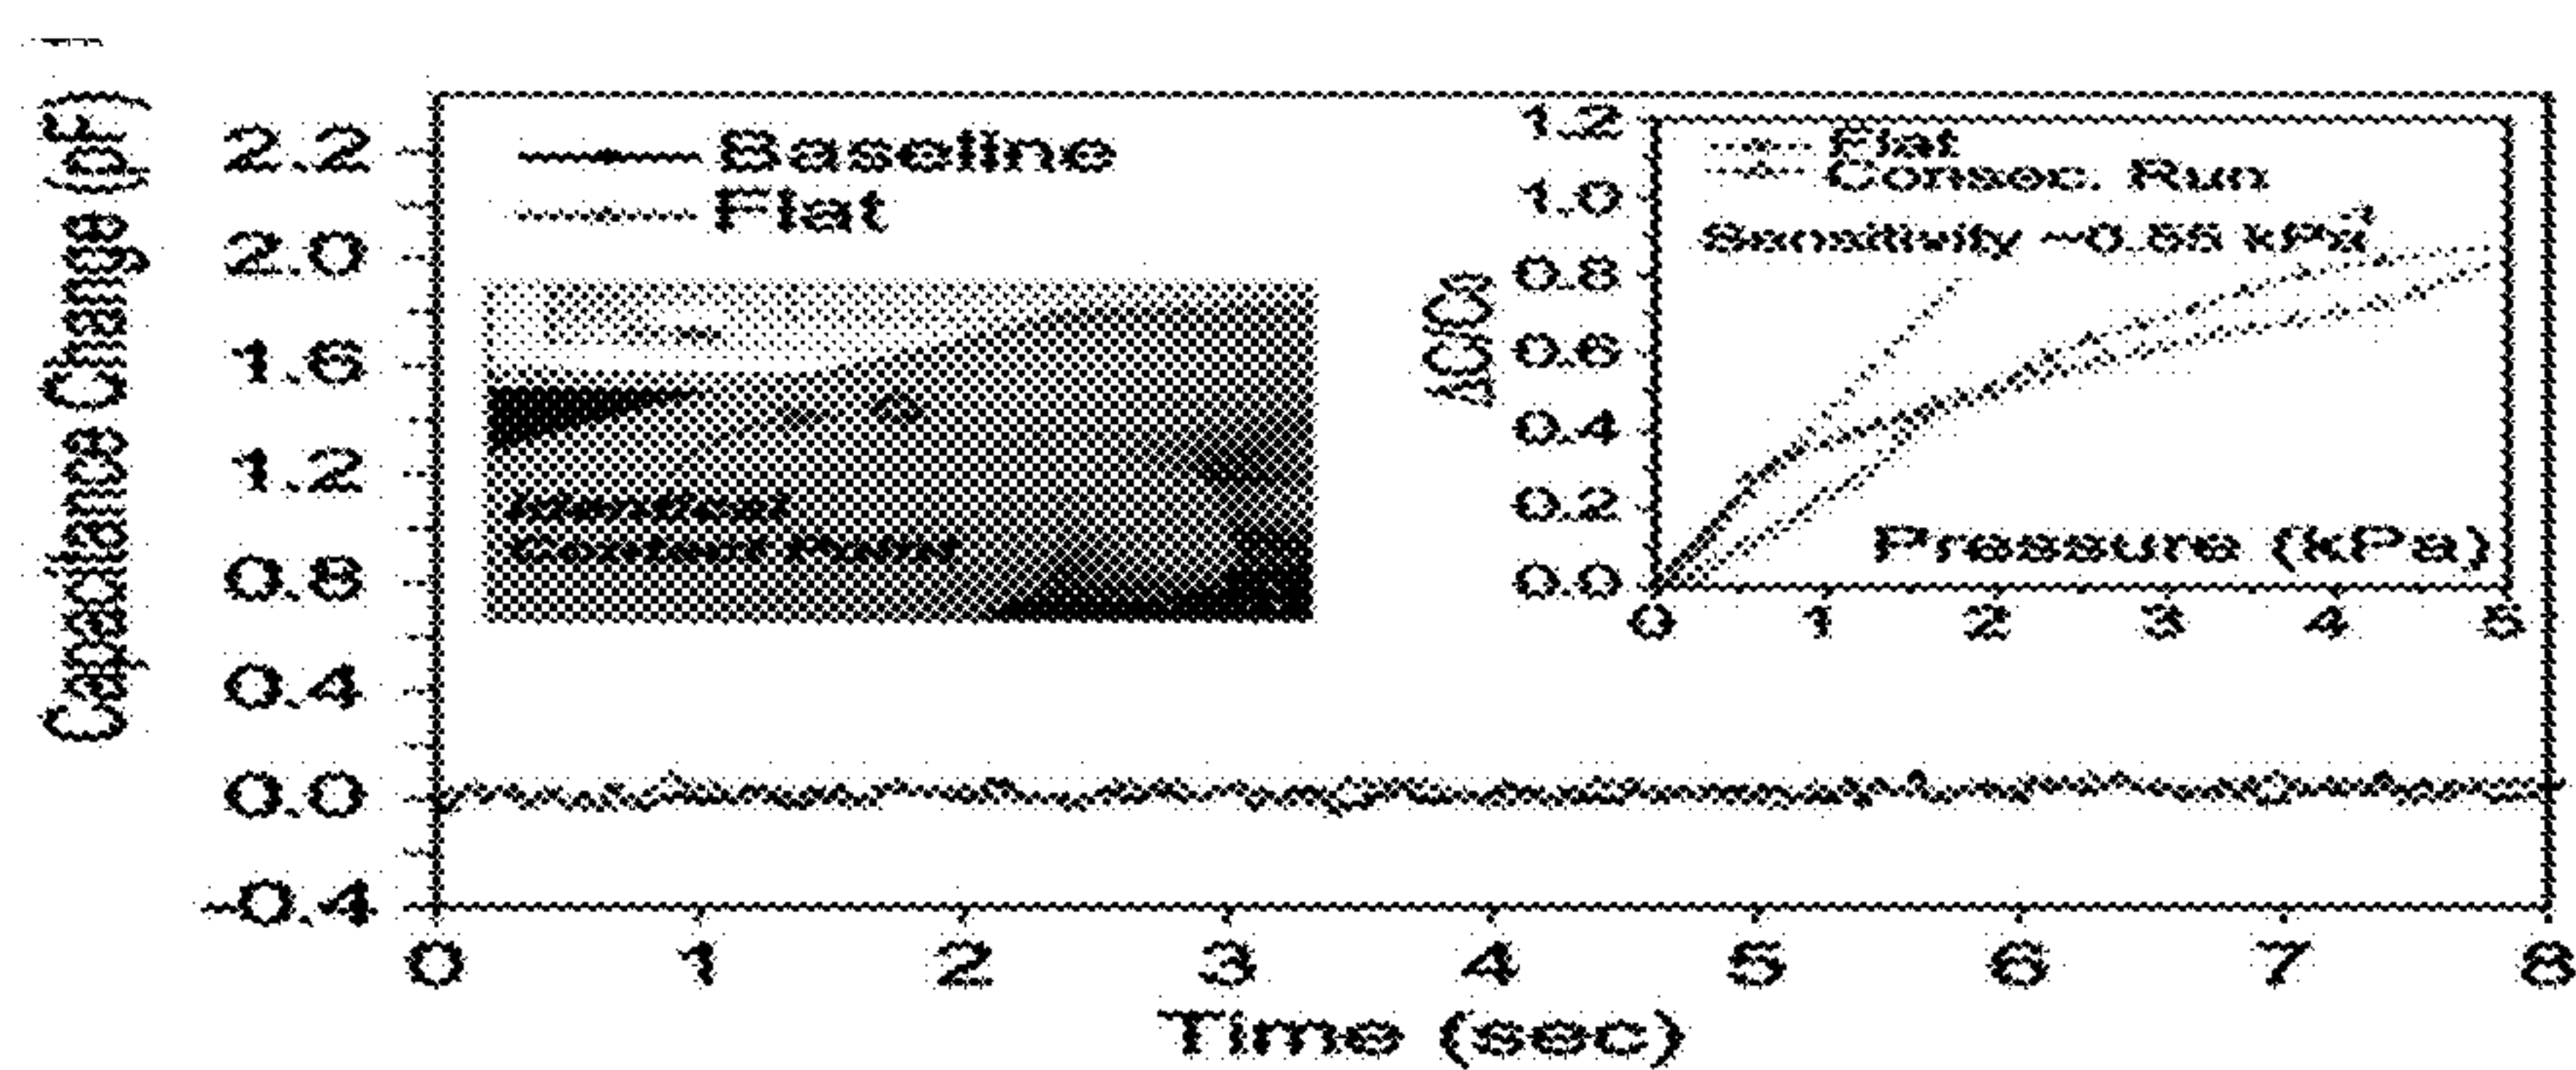 Capacitance Change (pF)
2.2
2.0
1.6
1.2
0.8
0.4
0.0
-0.4
Baseline
Flat
Identical
Contact Points
0
1
2
3
4
5
6
7
8
Time (sec)
ΔC/C₀
1.2
1.0
0.8
0.6
0.4
0.2
0.0
Flat
Consec. Run
Sensitivity ~0.55 kPa⁻¹
Pressure (kPa)
0
1
2
3
4
5